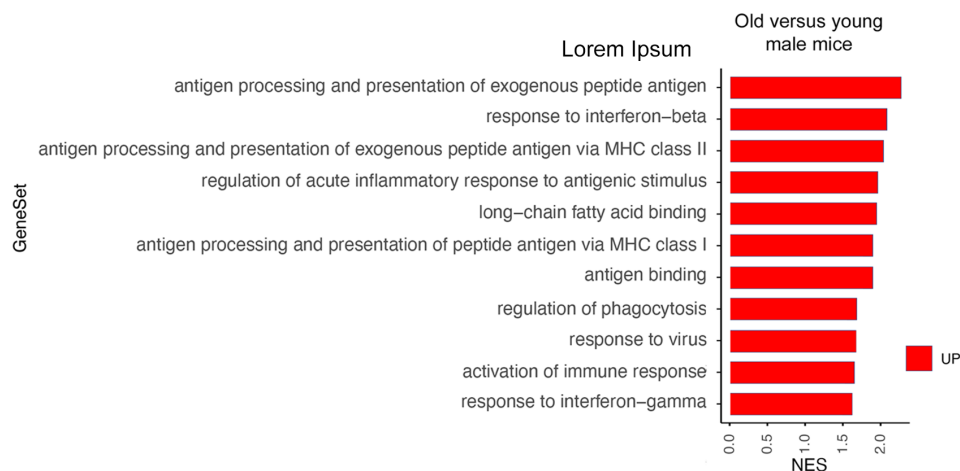 Old versus young
male mice
Lorem Ipsum
antigen processing and presentation of exogenous peptide antigen
response to interferon−beta
antigen processing and presentation of exogenous peptide antigen via MHC class II
regulation of acute inflammatory response to antigenic stimulus
long−chain fatty acid binding
antigen processing and presentation of peptide antigen via MHC class I
antigen binding
regulation of phagocytosis
response to virus
activation of immune response
response to interferon−gamma
GeneSet
UP
0.0 0.5 1.0 1.5 2.0
NES